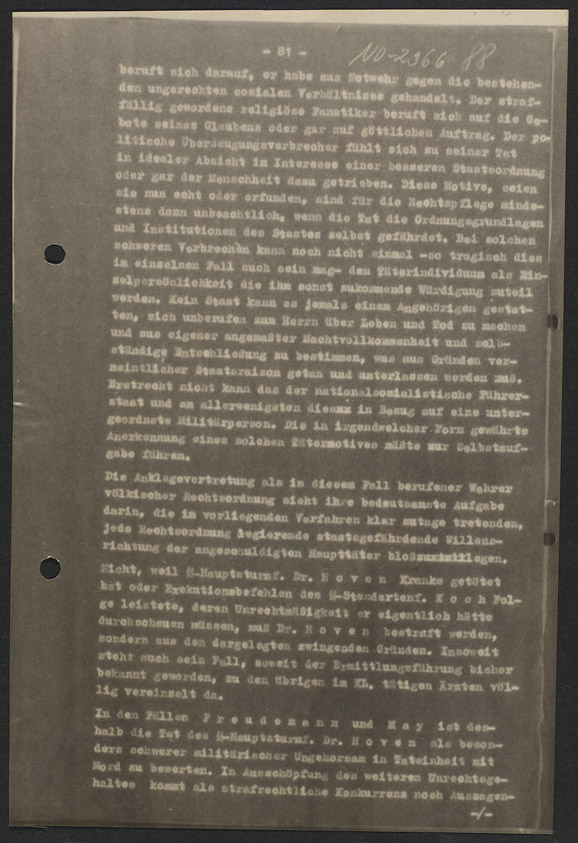 - 81 -
NO-2366 88
beruft sich darauf, er habe aus Notwehr gegen die bestehen-
den ungerechten sozialen Verhältnisse gehandelt. Der straf-
fällig gewordene religiöse Fanatiker beruft sich auf die Ge-
bote seines Glaubens oder gar auf göttlichen Auftrag. Der po-
litische Überzeugungsverbrecher fühlt sich zu seiner Tat
in idealer Absicht im Interesse einer besseren Staatsordnung
oder gar der Menschheit dazu getrieben. Diese Motive, seien
sie nun echt oder erfunden, sind für die Rechtspflege minde-
stens dann unbeachtlich, wenn die Tat die Ordnungsgrundlagen
und Institutionen des Staates selbst gefährdet. Bei solchen
schweren Verbrechen kann noch nicht einmal -so tragisch dies
im einzelnen Fall auch sein mag- dem Täterindividuum als Ein-
zelpersönlichkeit die ihm sonst zukommende Würdigung zuteil
werden. Kein Staat kann es jemals einem Angehörigen gestat-
ten, sich unberufen zum Herrn über Leben und Tod zu machen
und aus eigener angemaßter Machtvollkommenheit und selb-
ständige Entschließung zu bestimmen, was aus Gründen ver-
meintlicher Staatsraison getan und unterlassen werden muß.
Erstrecht nicht kann das der nationalsozialistische Führer-
staat und am allerwenigsten in Bezug auf eine unter-
geordnete Militärperson. Die in irgendwelcher Form gewährte
Anerkennung eines solchen Tätermotives müßte zur Selbstauf-
gabe führen.
Die Anklagevertretung als in diesem Fall berufener Wahrer
völkischer Rechtsordnung sieht ihre bedeutsamste Aufgabe
darin, die im vorliegenden Verfahren klar zutage tretenden,
jede Rechtsordnung negierende staatsgefährdende Willens-
richtung der angeschuldigten Haupttäter bloßzulegen.
Nicht, weil ᛋᛋ-Hauptsturmf. Dr. H o v e n Kranke getötet
hat oder Exekutionsbefehlen des ᛋᛋ-Standartenf. K o c h Fol-
ge leistete, deren Unrechtmäßigkeit er eigentlich hätte
durchschauen müssen, muß Dr. H o v e n bestraft werden,
sondern aus den dargelegten zwingenden Gründen. Insoweit
steht auch sein Fall, soweit der Ermittlungsführung bisher
bekannt geworden, zu den übrigen im KL. tätigen Ärzten völ-
lig vereinzelt da.
In den Fällen F r e u d e m a n n und M a y ist des-
halb die Tat des ᛋᛋ-Hauptsturmf. Dr. H o v e n als beson-
ders schwerer militärischer Ungehorsam in Tateinheit mit
Mord zu bewerten. In Ausschöpfung des weiteren Unrechtsge-
haltes kommt als strafrechtliche Konkurrenz noch Aussagen-
-/-